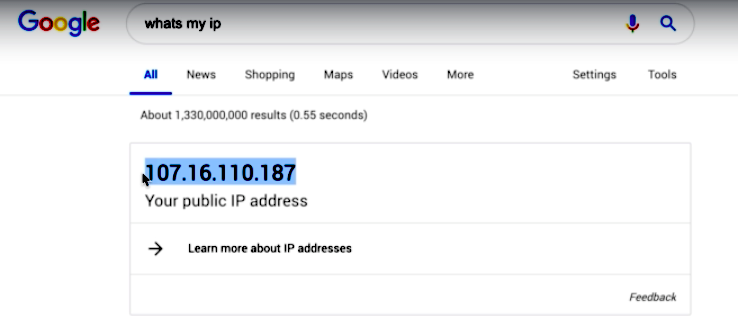 Google whats my ip
All News Shopping Maps Videos More Settings Tools
About 1,330,000,000 results (0.55 seconds)
107.16.110.187
Your public IP address
Learn more about IP addresses
Feedback